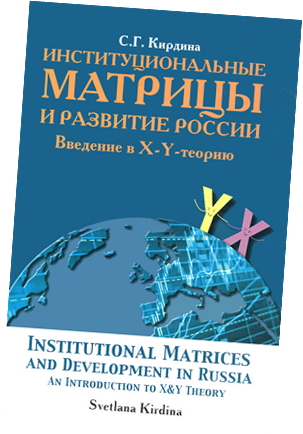 С.Г. Кирдина
ИНСТИТУЦИОНАЛЬНЫЕ
МАТРИЦЫ
И РАЗВИТИЕ РОССИИ
Введение в X-Y-теорию
Y
X
INSTITUTIONAL MATRICES
AND DEVELOPMENT IN RUSSIA
AN INTRODUCTION TO X&Y THEORY
Svetlana Kirdina